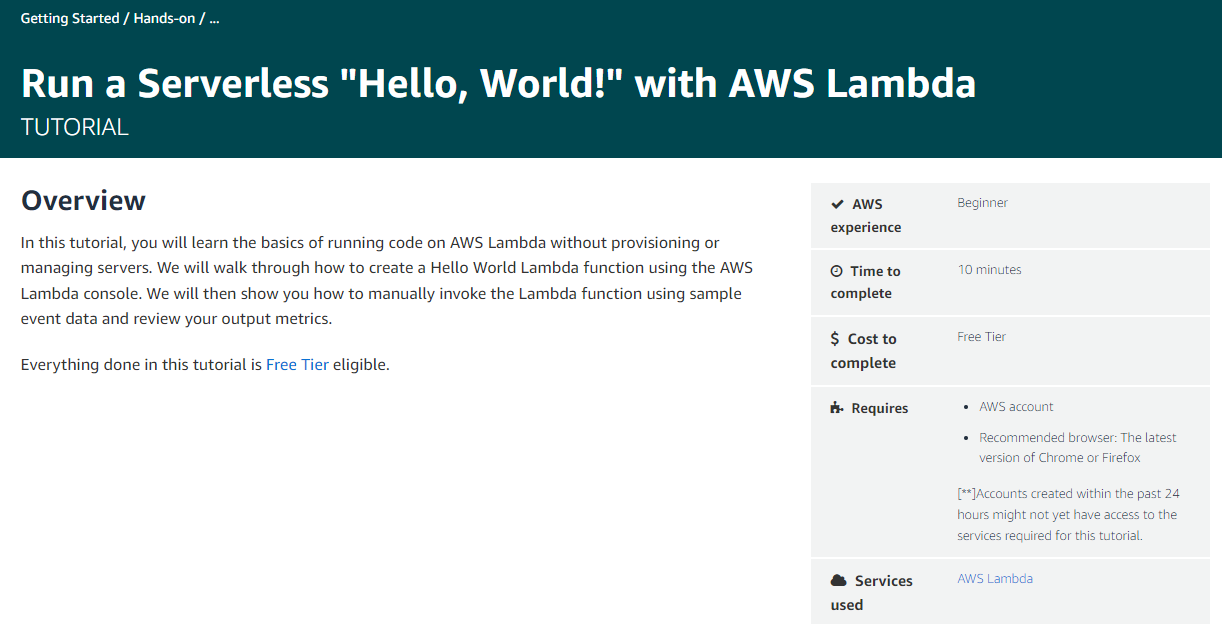 Getting Started / Hands-on / ...
Run a Serverless "Hello, World!" with AWS Lambda
TUTORIAL
Overview
In this tutorial, you will learn the basics of running code on AWS Lambda without provisioning or
managing servers. We will walk through how to create a Hello World Lambda function using the AWS
Lambda console. We will then show you how to manually invoke the Lambda function using sample
event data and review your output metrics.
Everything done in this tutorial is Free Tier eligible.
AWS
experience
Beginner
Time to
complete
10 minutes
$ Cost to
complete
Free Tier
Requires
• AWS account
• Recommended browser: The latest
version of Chrome or Firefox
[**]Accounts created within the past 24
hours might not yet have access to the
services required for this tutorial.
Services
used
AWS Lambda